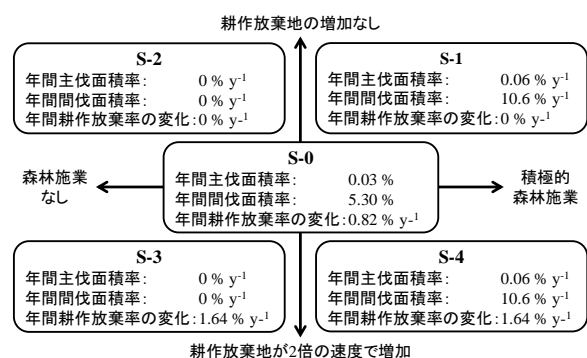 耕作放棄地の増加なし
S-2
年間主伐面積率: 0 % y-1
年間間伐面積率: 0 % y-1
年間耕作放棄率の変化:0 % y-1
S-1
年間主伐面積率: 0.06 % y-1
年間間伐面積率: 10.6 % y-1
年間耕作放棄率の変化:0 % y-1
森林施業
なし
S-0
年間主伐面積率: 0.03 %
年間間伐面積率: 5.30 %
年間耕作放棄率の変化:0.82 % y-1
積極的
森林施業
S-3
年間主伐面積率: 0 % y-1
年間間伐面積率: 0 % y-1
年間耕作放棄率の変化:1.64 % y-1
S-4
年間主伐面積率: 0.06 % y-1
年間間伐面積率: 10.6 % y-1
年間耕作放棄率の変化:1.64 % y-1
耕作放棄地が2倍の速度で増加